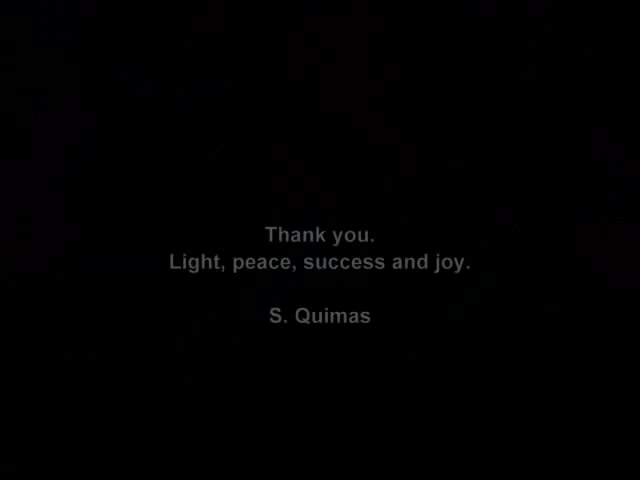 Thank you.
Light, peace, success and joy.
S. Quimas